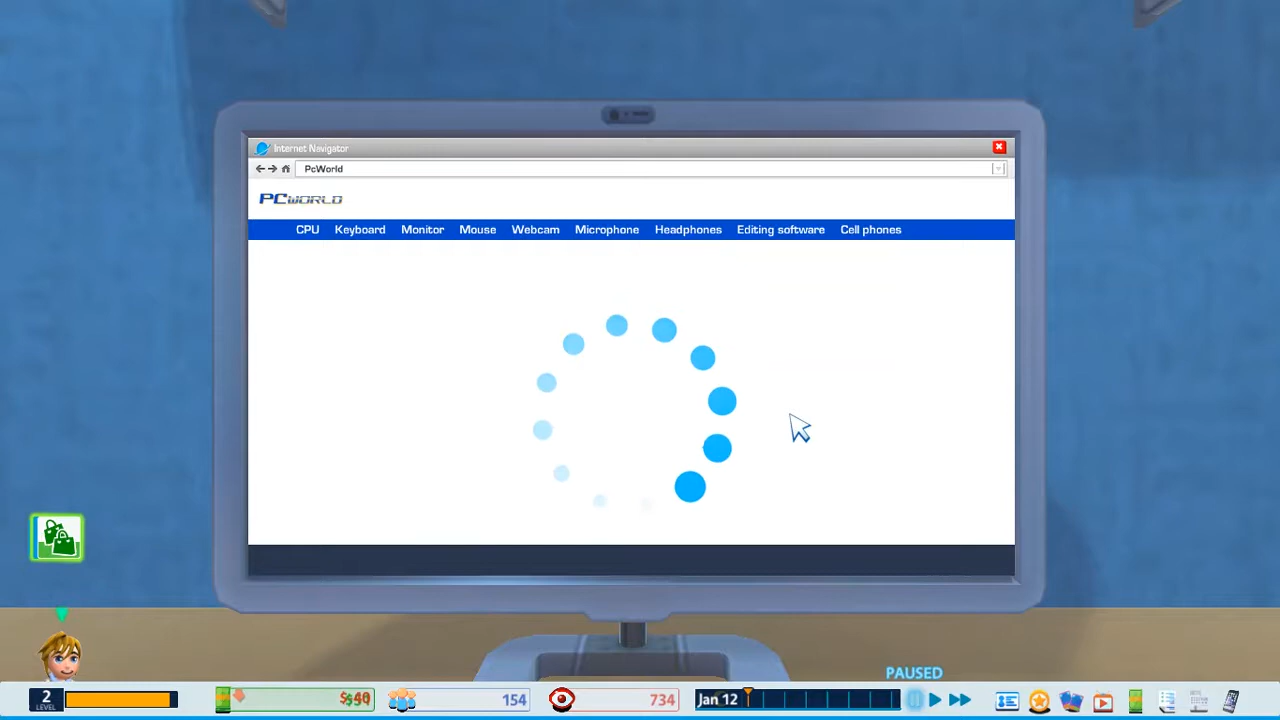 Internet Navigator
PcWorld
PCWORLD
CPU Keyboard Monitor Mouse Webcam Microphone Headphones Editing software Cell phones
PAUSED
2
LEVEL
154
734
Jan 12